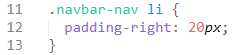 11 .navbar-nav li {
12   padding-right: 20px;
13 }